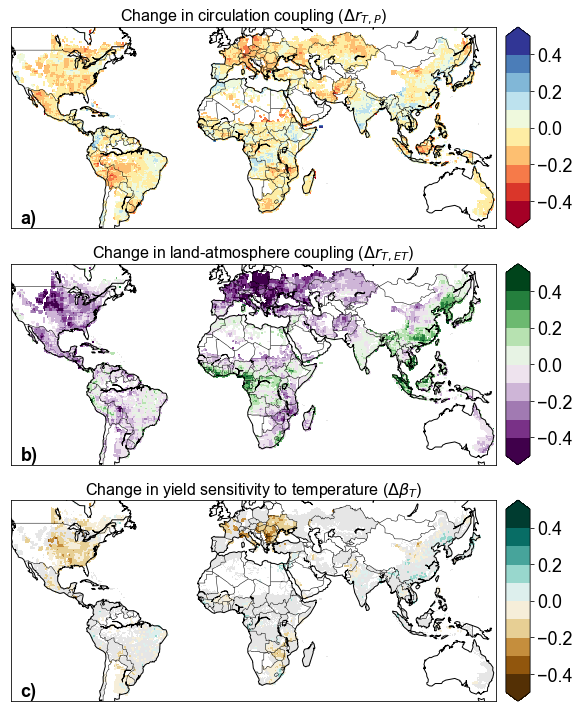 Change in circulation coupling (Δr_{T, P})
0.4
0.2
0.0
−0.2
−0.4
a)
Change in land-atmosphere coupling (Δr_{T, ET})
0.4
0.2
0.0
−0.2
−0.4
b)
Change in yield sensitivity to temperature (Δβ_T)
0.4
0.2
0.0
−0.2
−0.4
c)